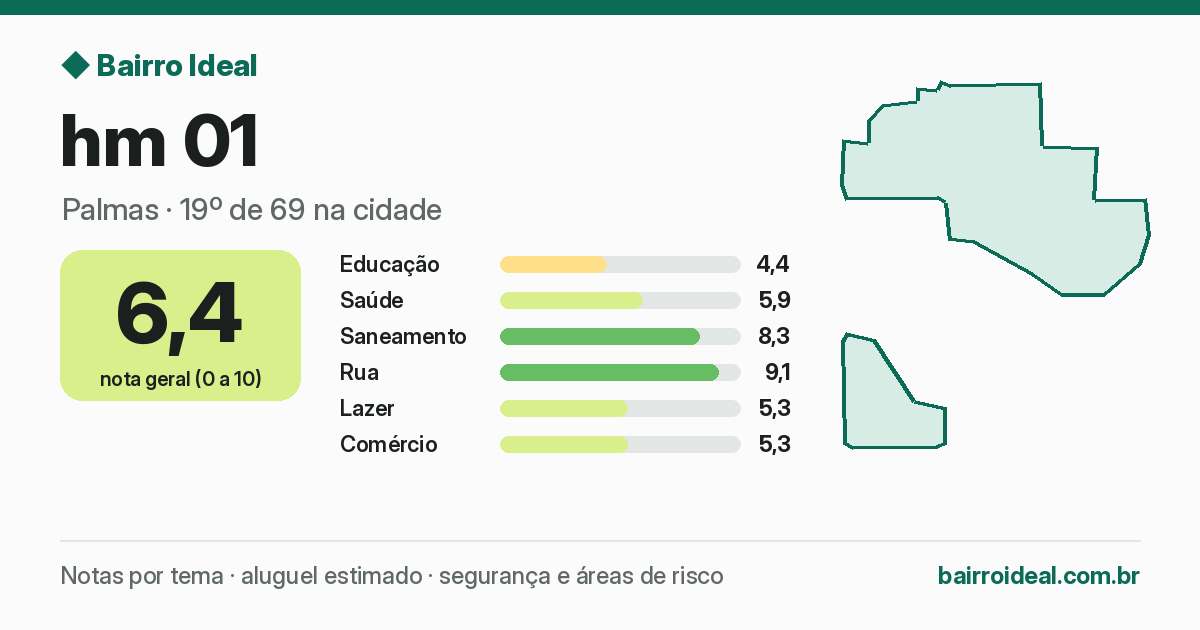 Bairro Ideal
hm 01
Palmas · 19º de 69 na cidade
6,4
nota geral (0 a 10)
Educação 4,4
Saúde 5,9
Saneamento 8,3
Rua 9,1
Lazer 5,3
Comércio 5,3
Notas por tema · aluguel estimado · segurança e áreas de risco
bairroideal.com.br